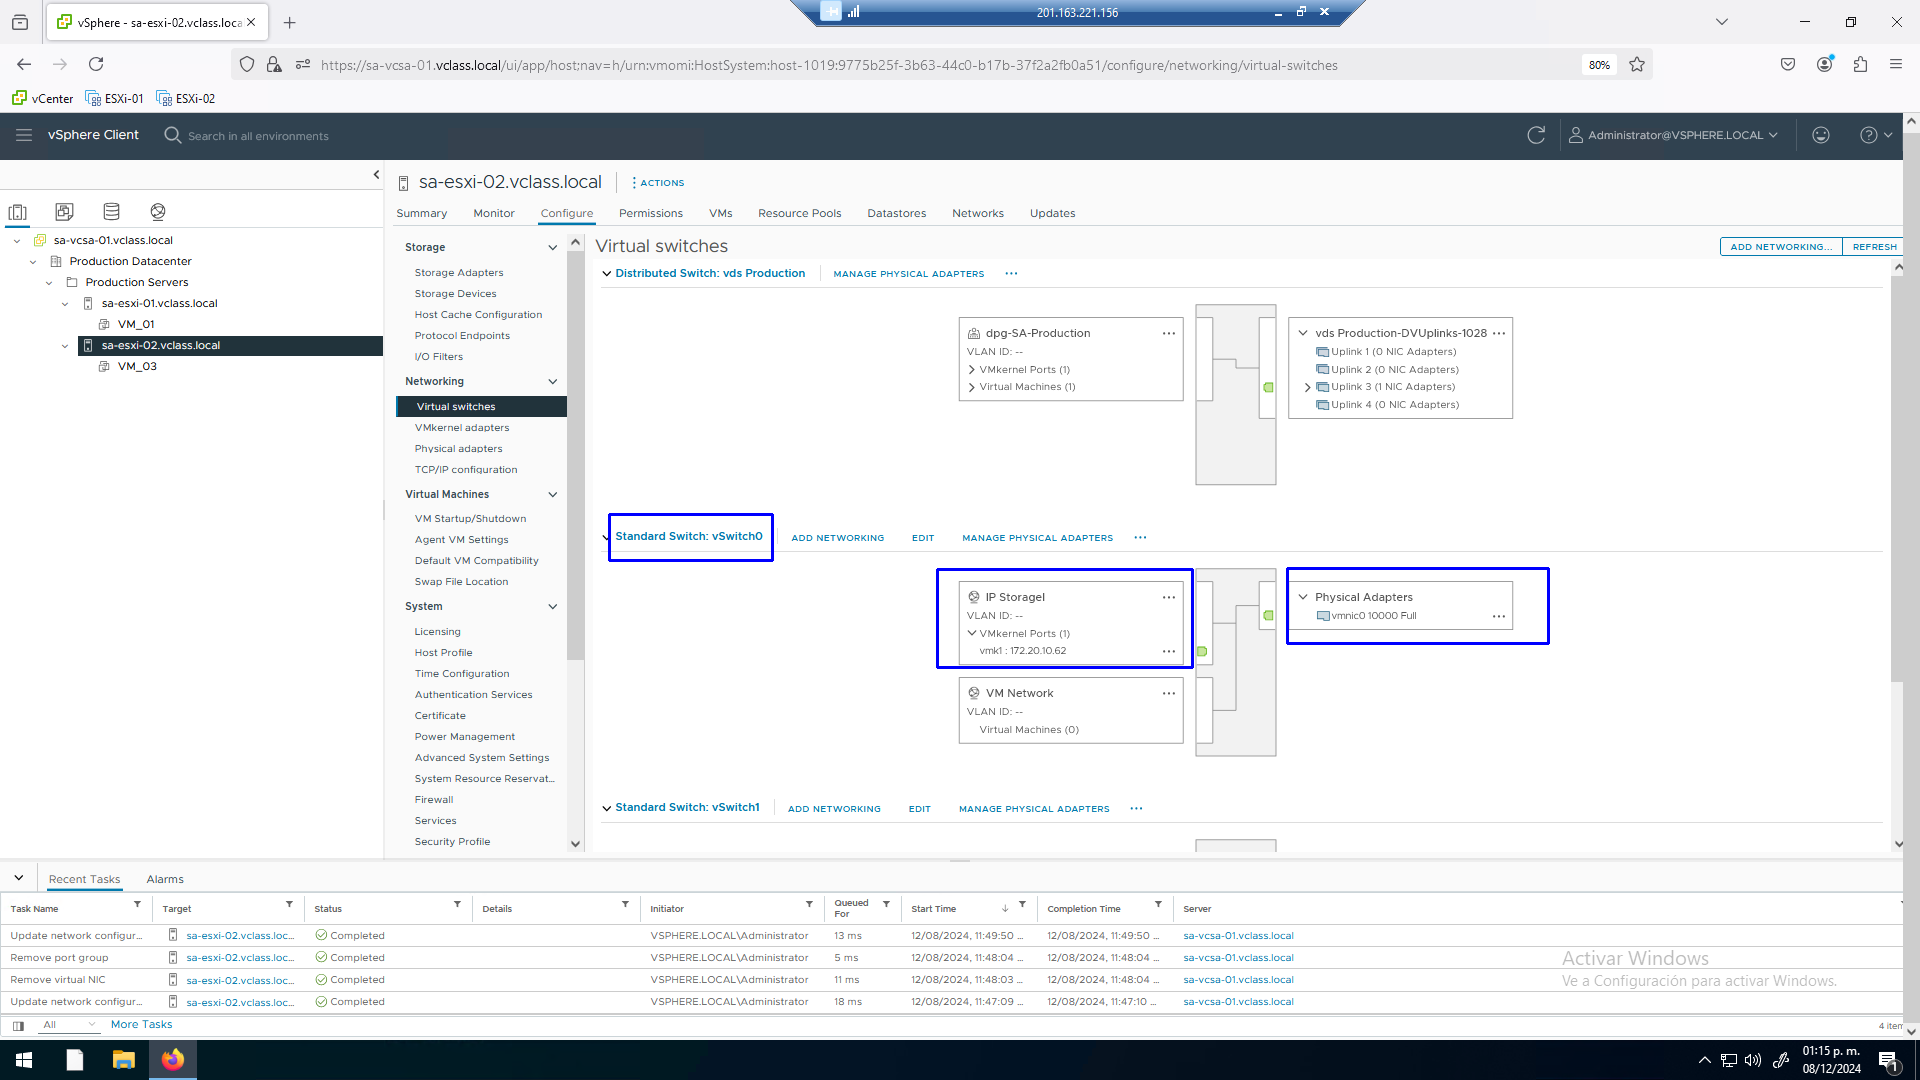 vSphere - sa-esxi-02.vclass.loca
201.163.221.156
https://sa-vcsa-01.vclass.local/ui/app/host;nav=h/urn:vmomi:HostSystem:host-1019:9775b25f-3b63-44c0-b17b-37f2a2fb0a51/configure/networking/virtual-switches
80%
vCenter
ESXi-01
ESXi-02
vSphere Client
Search in all environments
Administrator@VSPHERE.LOCAL
sa-esxi-02.vclass.local
ACTIONS
Summary
Monitor
Configure
Permissions
VMs
Resource Pools
Datastores
Networks
Updates
sa-vcsa-01.vclass.local
Production Datacenter
Production Servers
sa-esxi-01.vclass.local
VM_01
sa-esxi-02.vclass.local
VM_03
Storage
Storage Adapters
Storage Devices
Host Cache Configuration
Protocol Endpoints
I/O Filters
Networking
Virtual switches
VMkernel adapters
Physical adapters
TCP/IP configuration
Virtual Machines
VM Startup/Shutdown
Agent VM Settings
Default VM Compatibility
Swap File Location
System
Licensing
Host Profile
Time Configuration
Authentication Services
Certificate
Power Management
Advanced System Settings
System Resource Reservat...
Firewall
Services
Security Profile
Virtual switches
ADD NETWORKING...
REFRESH
Distributed Switch: vds Production
MANAGE PHYSICAL ADAPTERS
dpg-SA-Production
VLAN ID: --
VMkernel Ports (1)
Virtual Machines (1)
vds Production-DVUplinks-1028
Uplink 1 (0 NIC Adapters)
Uplink 2 (0 NIC Adapters)
Uplink 3 (1 NIC Adapters)
Uplink 4 (0 NIC Adapters)
Standard Switch: vSwitch0
ADD NETWORKING
EDIT
MANAGE PHYSICAL ADAPTERS
IP Storagel
VLAN ID: --
VMkernel Ports (1)
vmk1 : 172.20.10.62
Physical Adapters
vmnic0 10000 Full
VM Network
VLAN ID: --
Virtual Machines (0)
Standard Switch: vSwitch1
ADD NETWORKING
EDIT
MANAGE PHYSICAL ADAPTERS
Recent Tasks
Alarms
Task Name
Target
Status
Details
Initiator
Queued For
Start Time
Completion Time
Server
Update network configur...
sa-esxi-02.vclass.loc...
Completed
VSPHERE.LOCAL\Administrator
13 ms
12/08/2024, 11:49:50 ...
12/08/2024, 11:49:50 ...
sa-vcsa-01.vclass.local
Remove port group
sa-esxi-02.vclass.loc...
Completed
VSPHERE.LOCAL\Administrator
5 ms
12/08/2024, 11:48:04 ...
12/08/2024, 11:48:04 ...
sa-vcsa-01.vclass.local
Remove virtual NIC
sa-esxi-02.vclass.loc...
Completed
VSPHERE.LOCAL\Administrator
11 ms
12/08/2024, 11:48:03 ...
12/08/2024, 11:48:04 ...
sa-vcsa-01.vclass.local
Update network configur...
sa-esxi-02.vclass.loc...
Completed
VSPHERE.LOCAL\Administrator
18 ms
12/08/2024, 11:47:09 ...
12/08/2024, 11:47:10 ...
sa-vcsa-01.vclass.local
Activar Windows
Ve a Configuración para activar Windows.
All
More Tasks
4 item
01:15 p. m.
08/12/2024
1